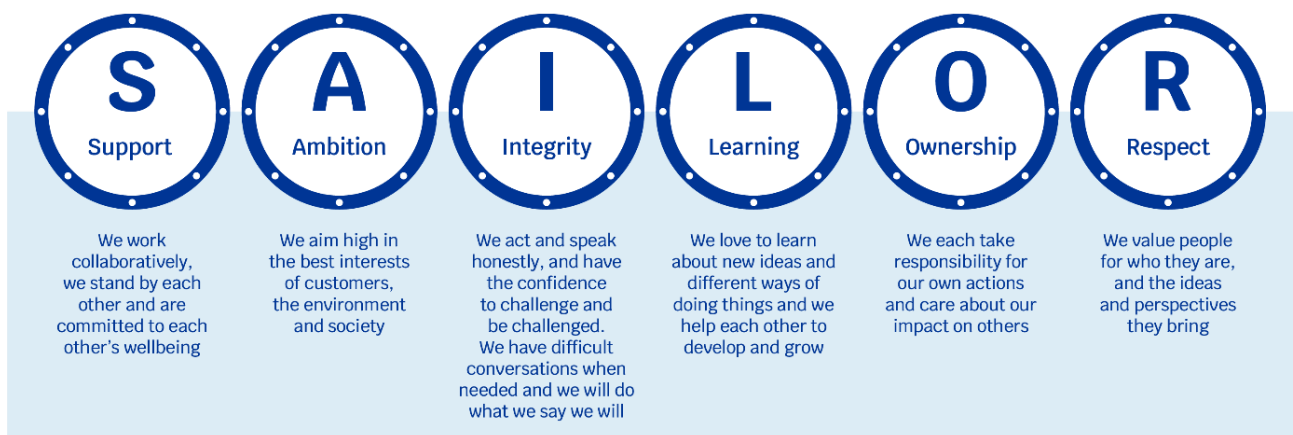 S
Support
We work
collaboratively,
we stand by each
other and are
committed to each
other's wellbeing
A
Ambition
We aim high in
the best interests
of customers,
the environment
and society
I
Integrity
We act and speak
honestly, and have
the confidence
to challenge and
be challenged.
We have difficult
conversations when
needed and we will do
what we say we will
L
Learning
We love to learn
about new ideas and
different ways of
doing things and we
help each other to
develop and grow
O
Ownership
We each take
responsibility for
our own actions
and care about our
impact on others
R
Respect
We value people
for who they are,
and the ideas
and perspectives
they bring